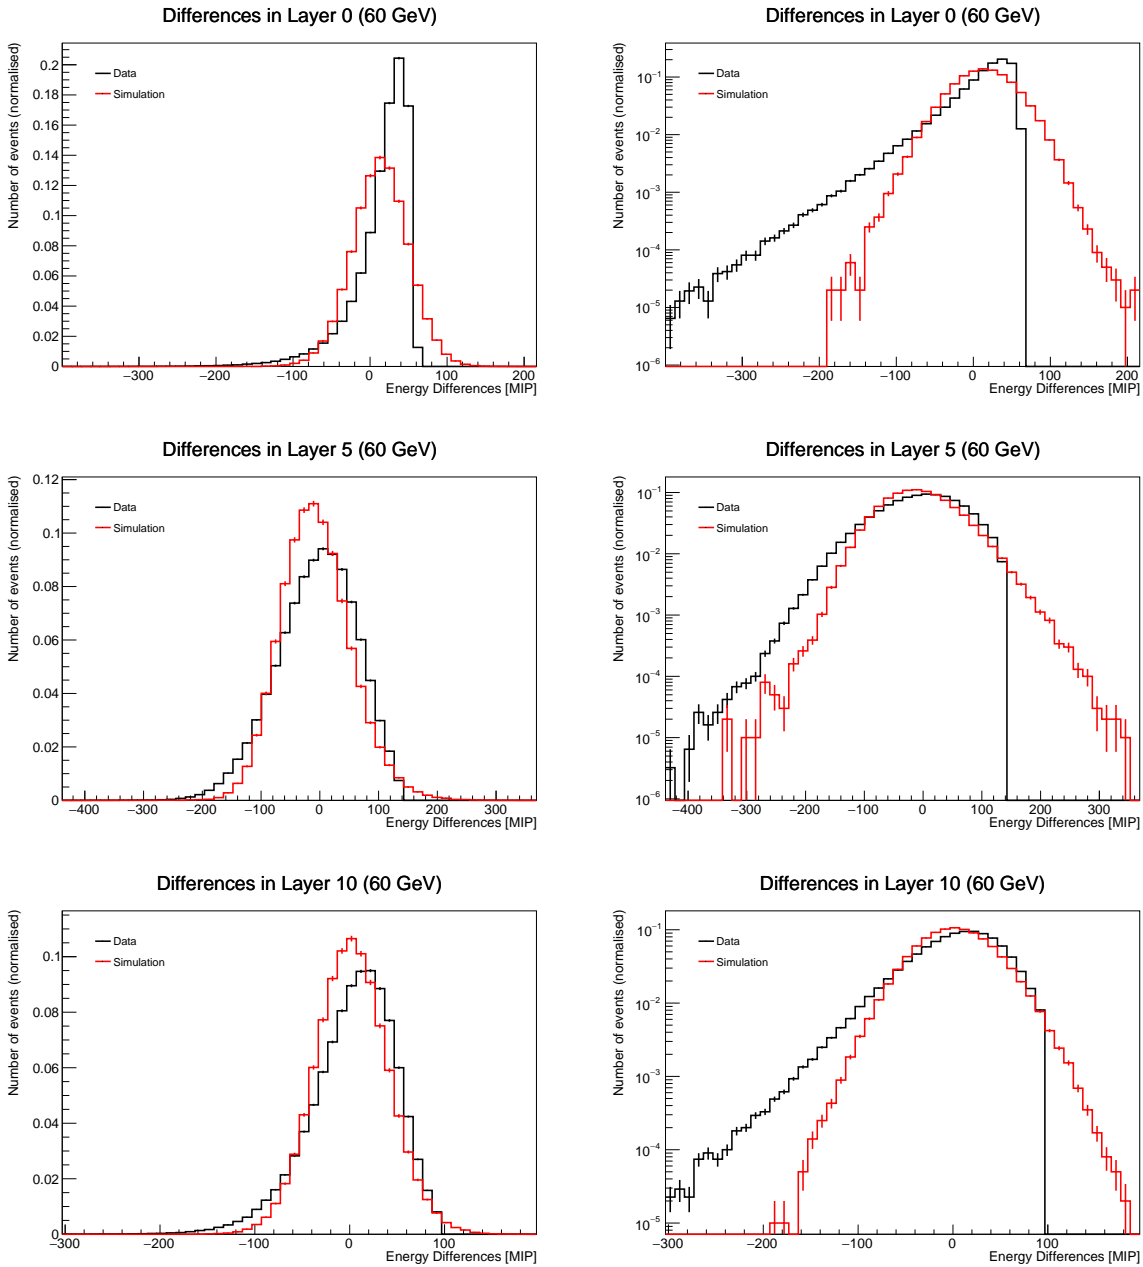 Differences in Layer 0 (60 GeV)
Number of events (normalised)
0.2
0.18
0.16
0.14
0.12
0.1
0.08
0.06
0.04
0.02
0
Data
Simulation
−300 −200 −100 0 100 200
Energy Differences [MIP]
Differences in Layer 0 (60 GeV)
Number of events (normalised)
10−1
10−2
10−3
10−4
10−5
10−6
Data
Simulation
−300 −200 −100 0 100 200
Energy Differences [MIP]
Differences in Layer 5 (60 GeV)
Number of events (normalised)
0.12
0.1
0.08
0.06
0.04
0.02
0
Data
Simulation
−400 −300 −200 −100 0 100 200 300
Energy Differences [MIP]
Differences in Layer 5 (60 GeV)
Number of events (normalised)
10−1
10−2
10−3
10−4
10−5
10−6
Data
Simulation
−400 −300 −200 −100 0 100 200 300
Energy Differences [MIP]
Differences in Layer 10 (60 GeV)
Number of events (normalised)
0.1
0.08
0.06
0.04
0.02
0
Data
Simulation
−300 −200 −100 0 100
Energy Differences [MIP]
Differences in Layer 10 (60 GeV)
Number of events (normalised)
10−1
10−2
10−3
10−4
10−5
Data
Simulation
−300 −200 −100 0 100
Energy Differences [MIP]